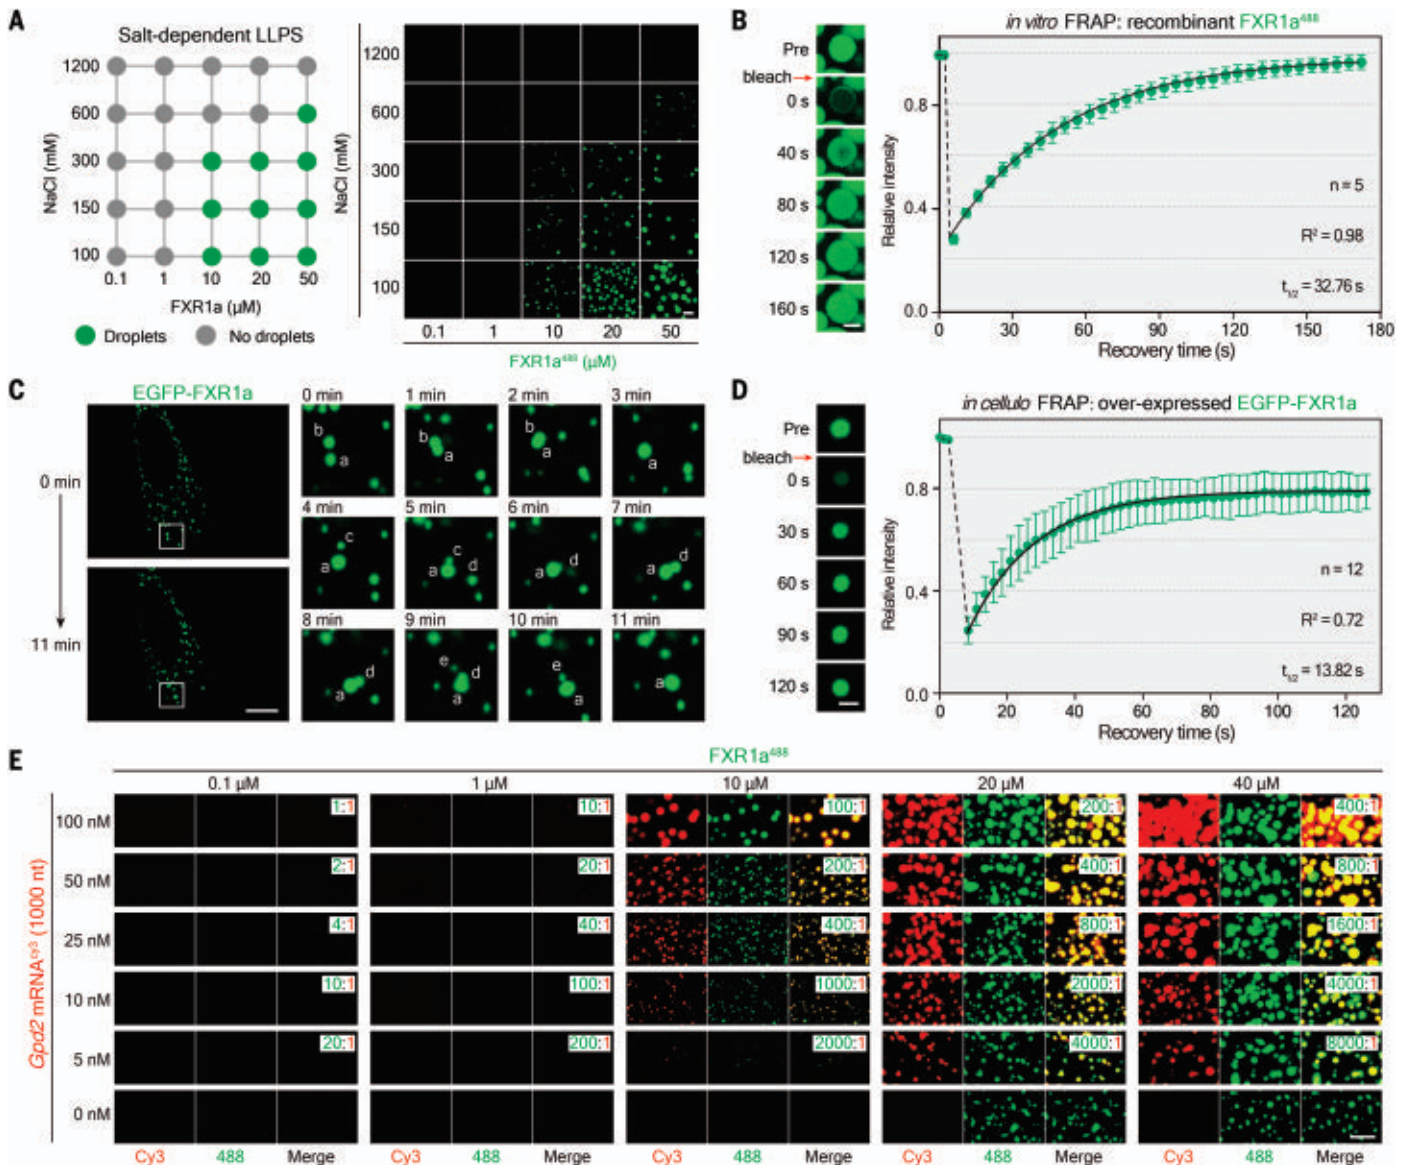 A
Salt-dependent LLPS
NaCl (mM)
1200
600
300
150
100
0.1 1 10 20 50
FXR1a (μM)
Droplets No droplets
NaCl (mM)
1200
600
300
150
100
0.1 1 10 20 50
FXR1a⁴⁸⁸ (μM)
B
in vitro FRAP: recombinant FXR1a⁴⁸⁸
Pre
bleach
0 s
40 s
80 s
120 s
160 s
Relative intensity
0.8
0.4
0.0
n = 5
R² = 0.98
t₁/₂ = 32.76 s
0 30 60 90 120 150 180
Recovery time (s)
C
EGFP-FXR1a
0 min
11 min
0 min 1 min 2 min 3 min
b a b a b a a
4 min 5 min 6 min 7 min
c a c d a a d a d
8 min 9 min 10 min 11 min
d a e d a e a a
D
in cellulo FRAP: over-expressed EGFP-FXR1a
Pre
bleach
0 s
30 s
60 s
90 s
120 s
Relative intensity
0.8
0.4
0.0
n = 12
R² = 0.72
t₁/₂ = 13.82 s
0 20 40 60 80 100 120
Recovery time (s)
E
FXR1a⁴⁸⁸
0.1 μM 1 μM 10 μM 20 μM 40 μM
Gpd2 mRNAᶜʸ³ (1000 nt)
100 nM 1:1 10:1 100:1 200:1 400:1
50 nM 2:1 20:1 200:1 400:1 800:1
25 nM 4:1 40:1 400:1 800:1 1600:1
10 nM 10:1 100:1 1000:1 2000:1 4000:1
5 nM 20:1 200:1 2000:1 4000:1 8000:1
0 nM
Cy3 488 Merge Cy3 488 Merge Cy3 488 Merge Cy3 488 Merge Cy3 488 Merge